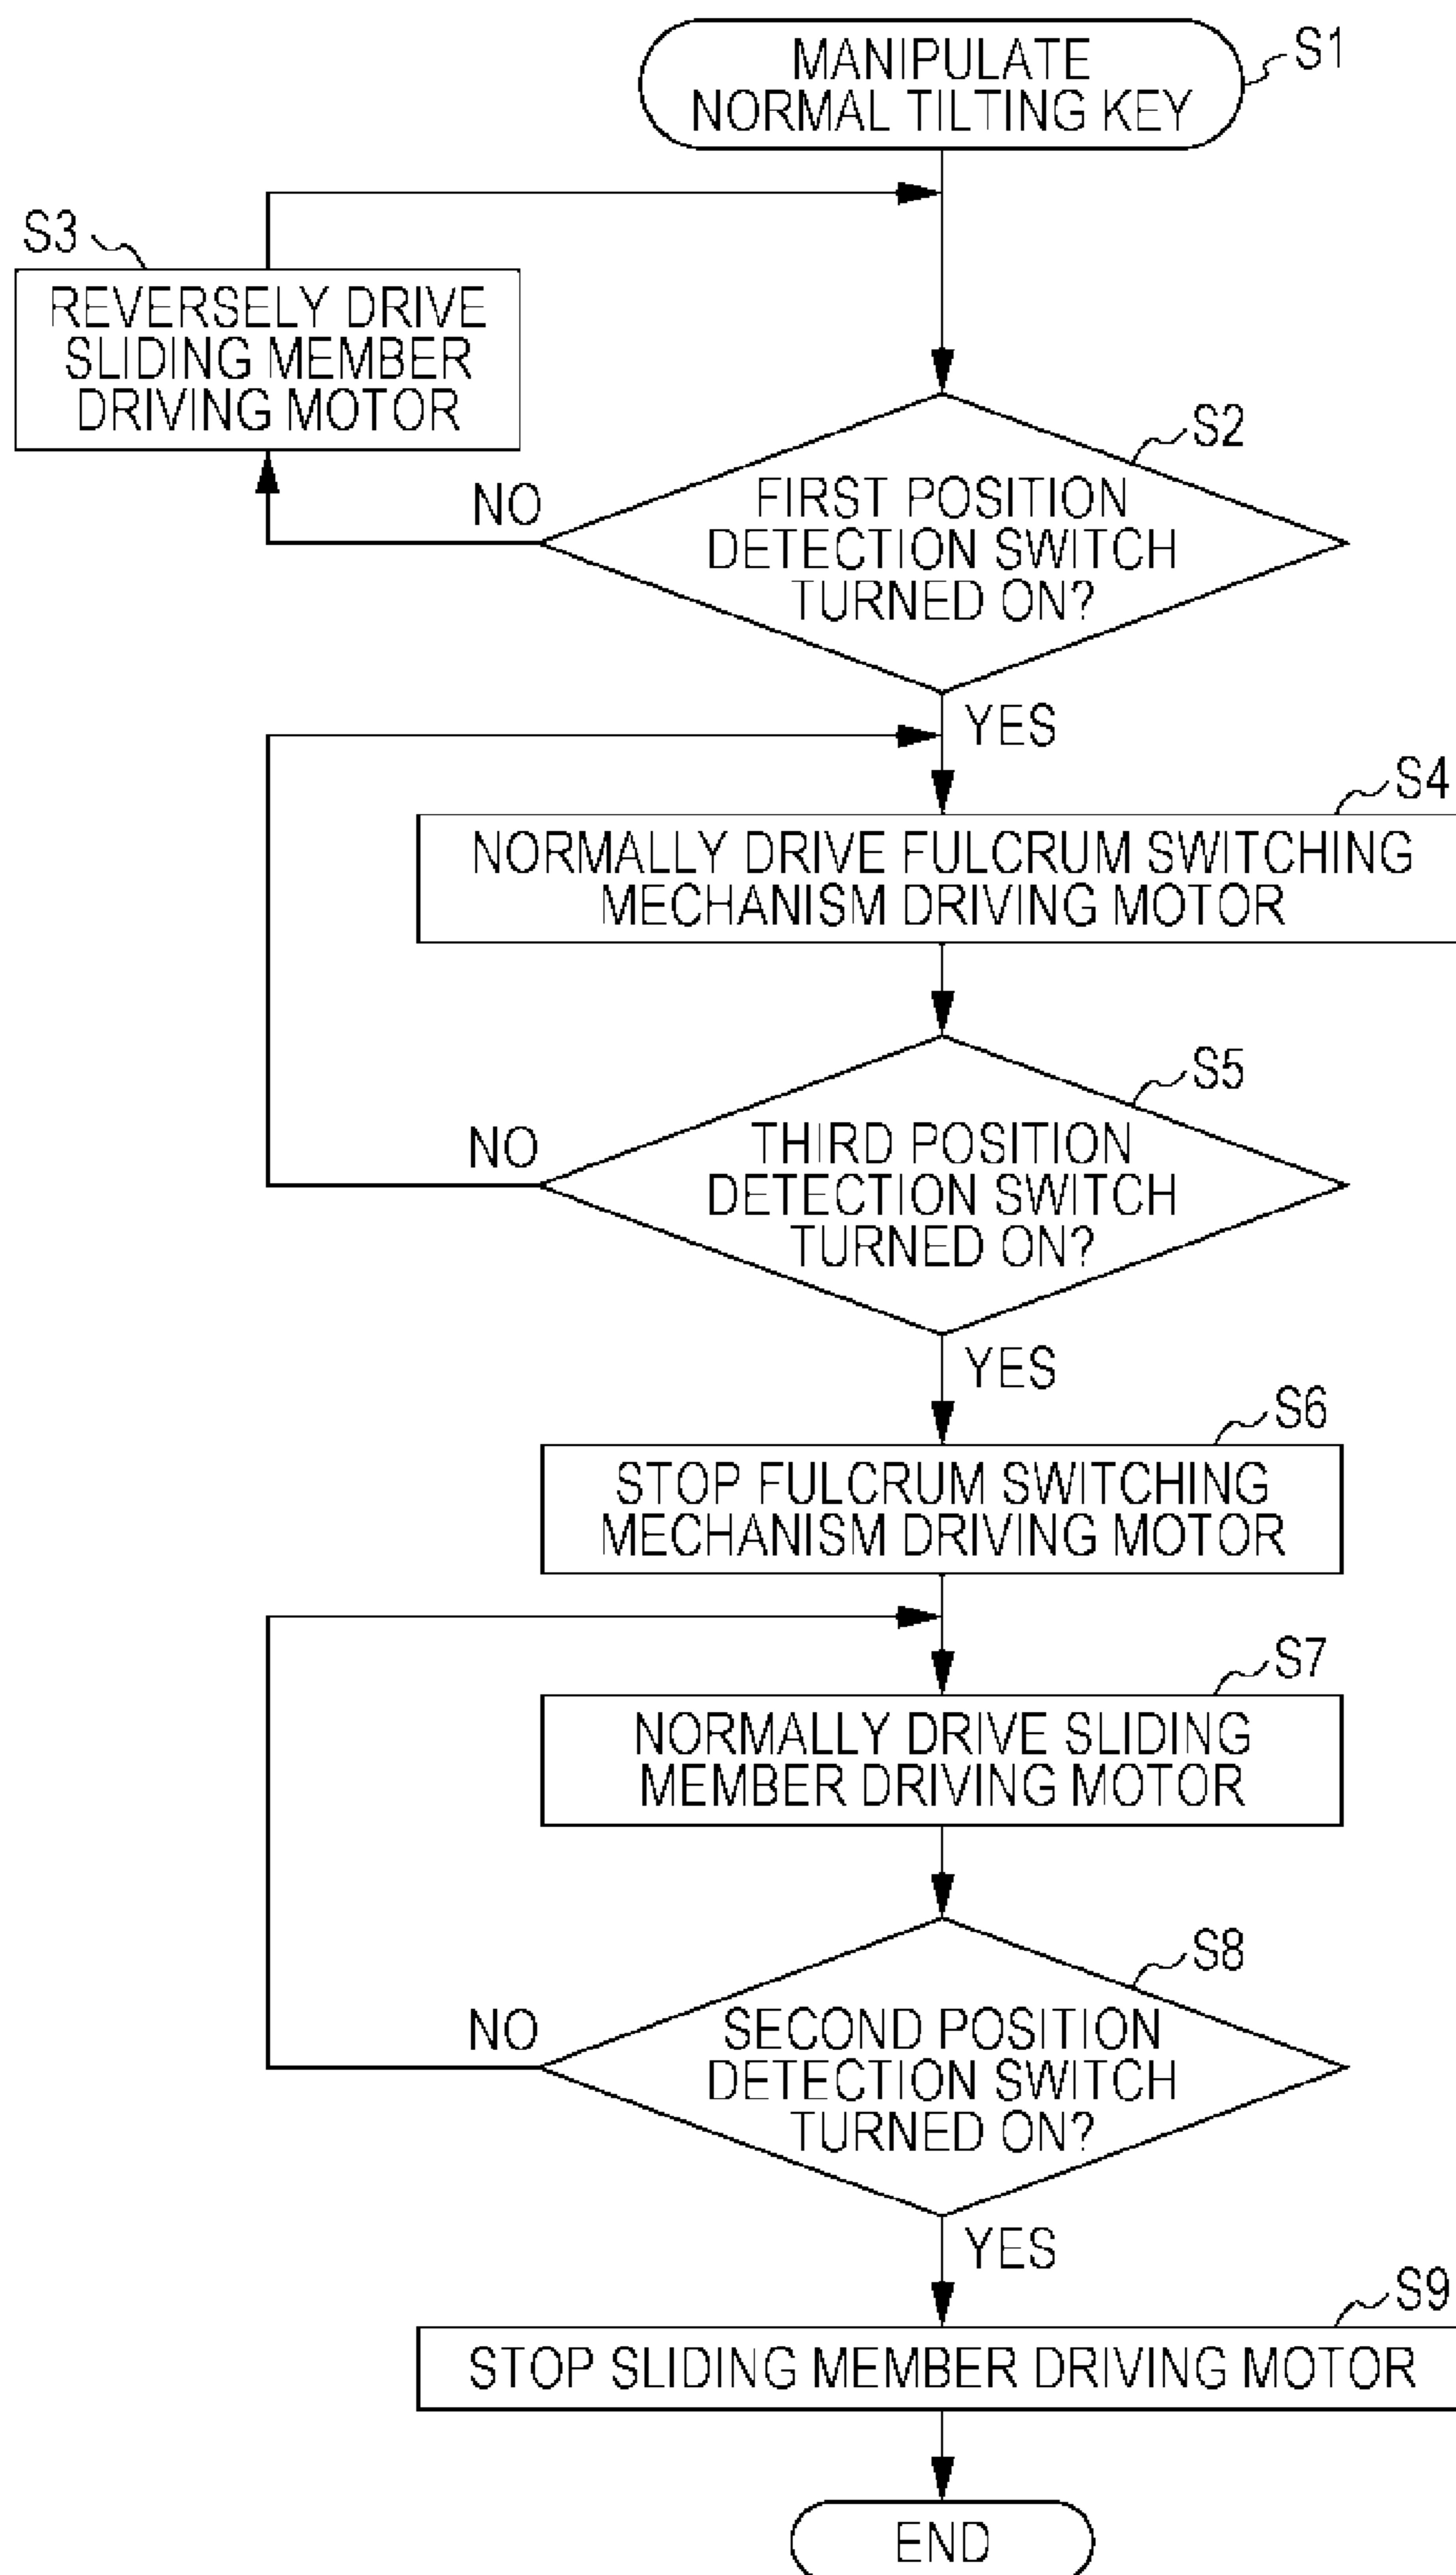 MANIPULATE
NORMAL TILTING KEY
S1
S3
REVERSELY DRIVE
SLIDING MEMBER
DRIVING MOTOR
S2
NO
FIRST POSITION
DETECTION SWITCH
TURNED ON?
YES
S4
NORMALLY DRIVE FULCRUM SWITCHING
MECHANISM DRIVING MOTOR
S5
NO
THIRD POSITION
DETECTION SWITCH
TURNED ON?
YES
S6
STOP FULCRUM SWITCHING
MECHANISM DRIVING MOTOR
S7
NORMALLY DRIVE SLIDING
MEMBER DRIVING MOTOR
S8
NO
SECOND POSITION
DETECTION SWITCH
TURNED ON?
YES
S9
STOP SLIDING MEMBER DRIVING MOTOR
END